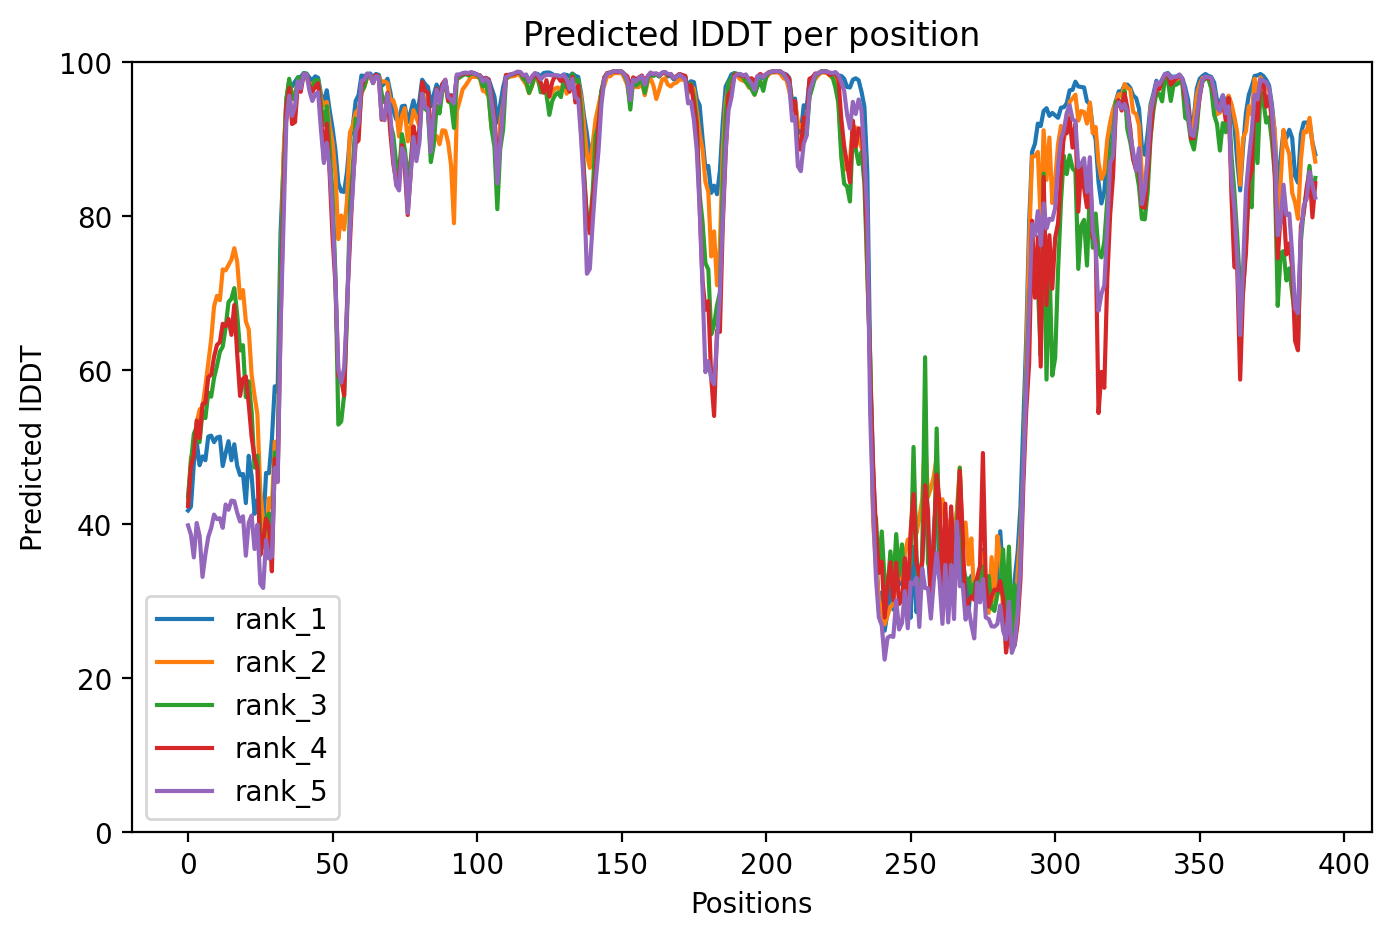 Predicted lDDT per position
100
80
60
40
20
0
Predicted lDDT
rank_1
rank_2
rank_3
rank_4
rank_5
0 50 100 150 200 250 300 350 400
Positions